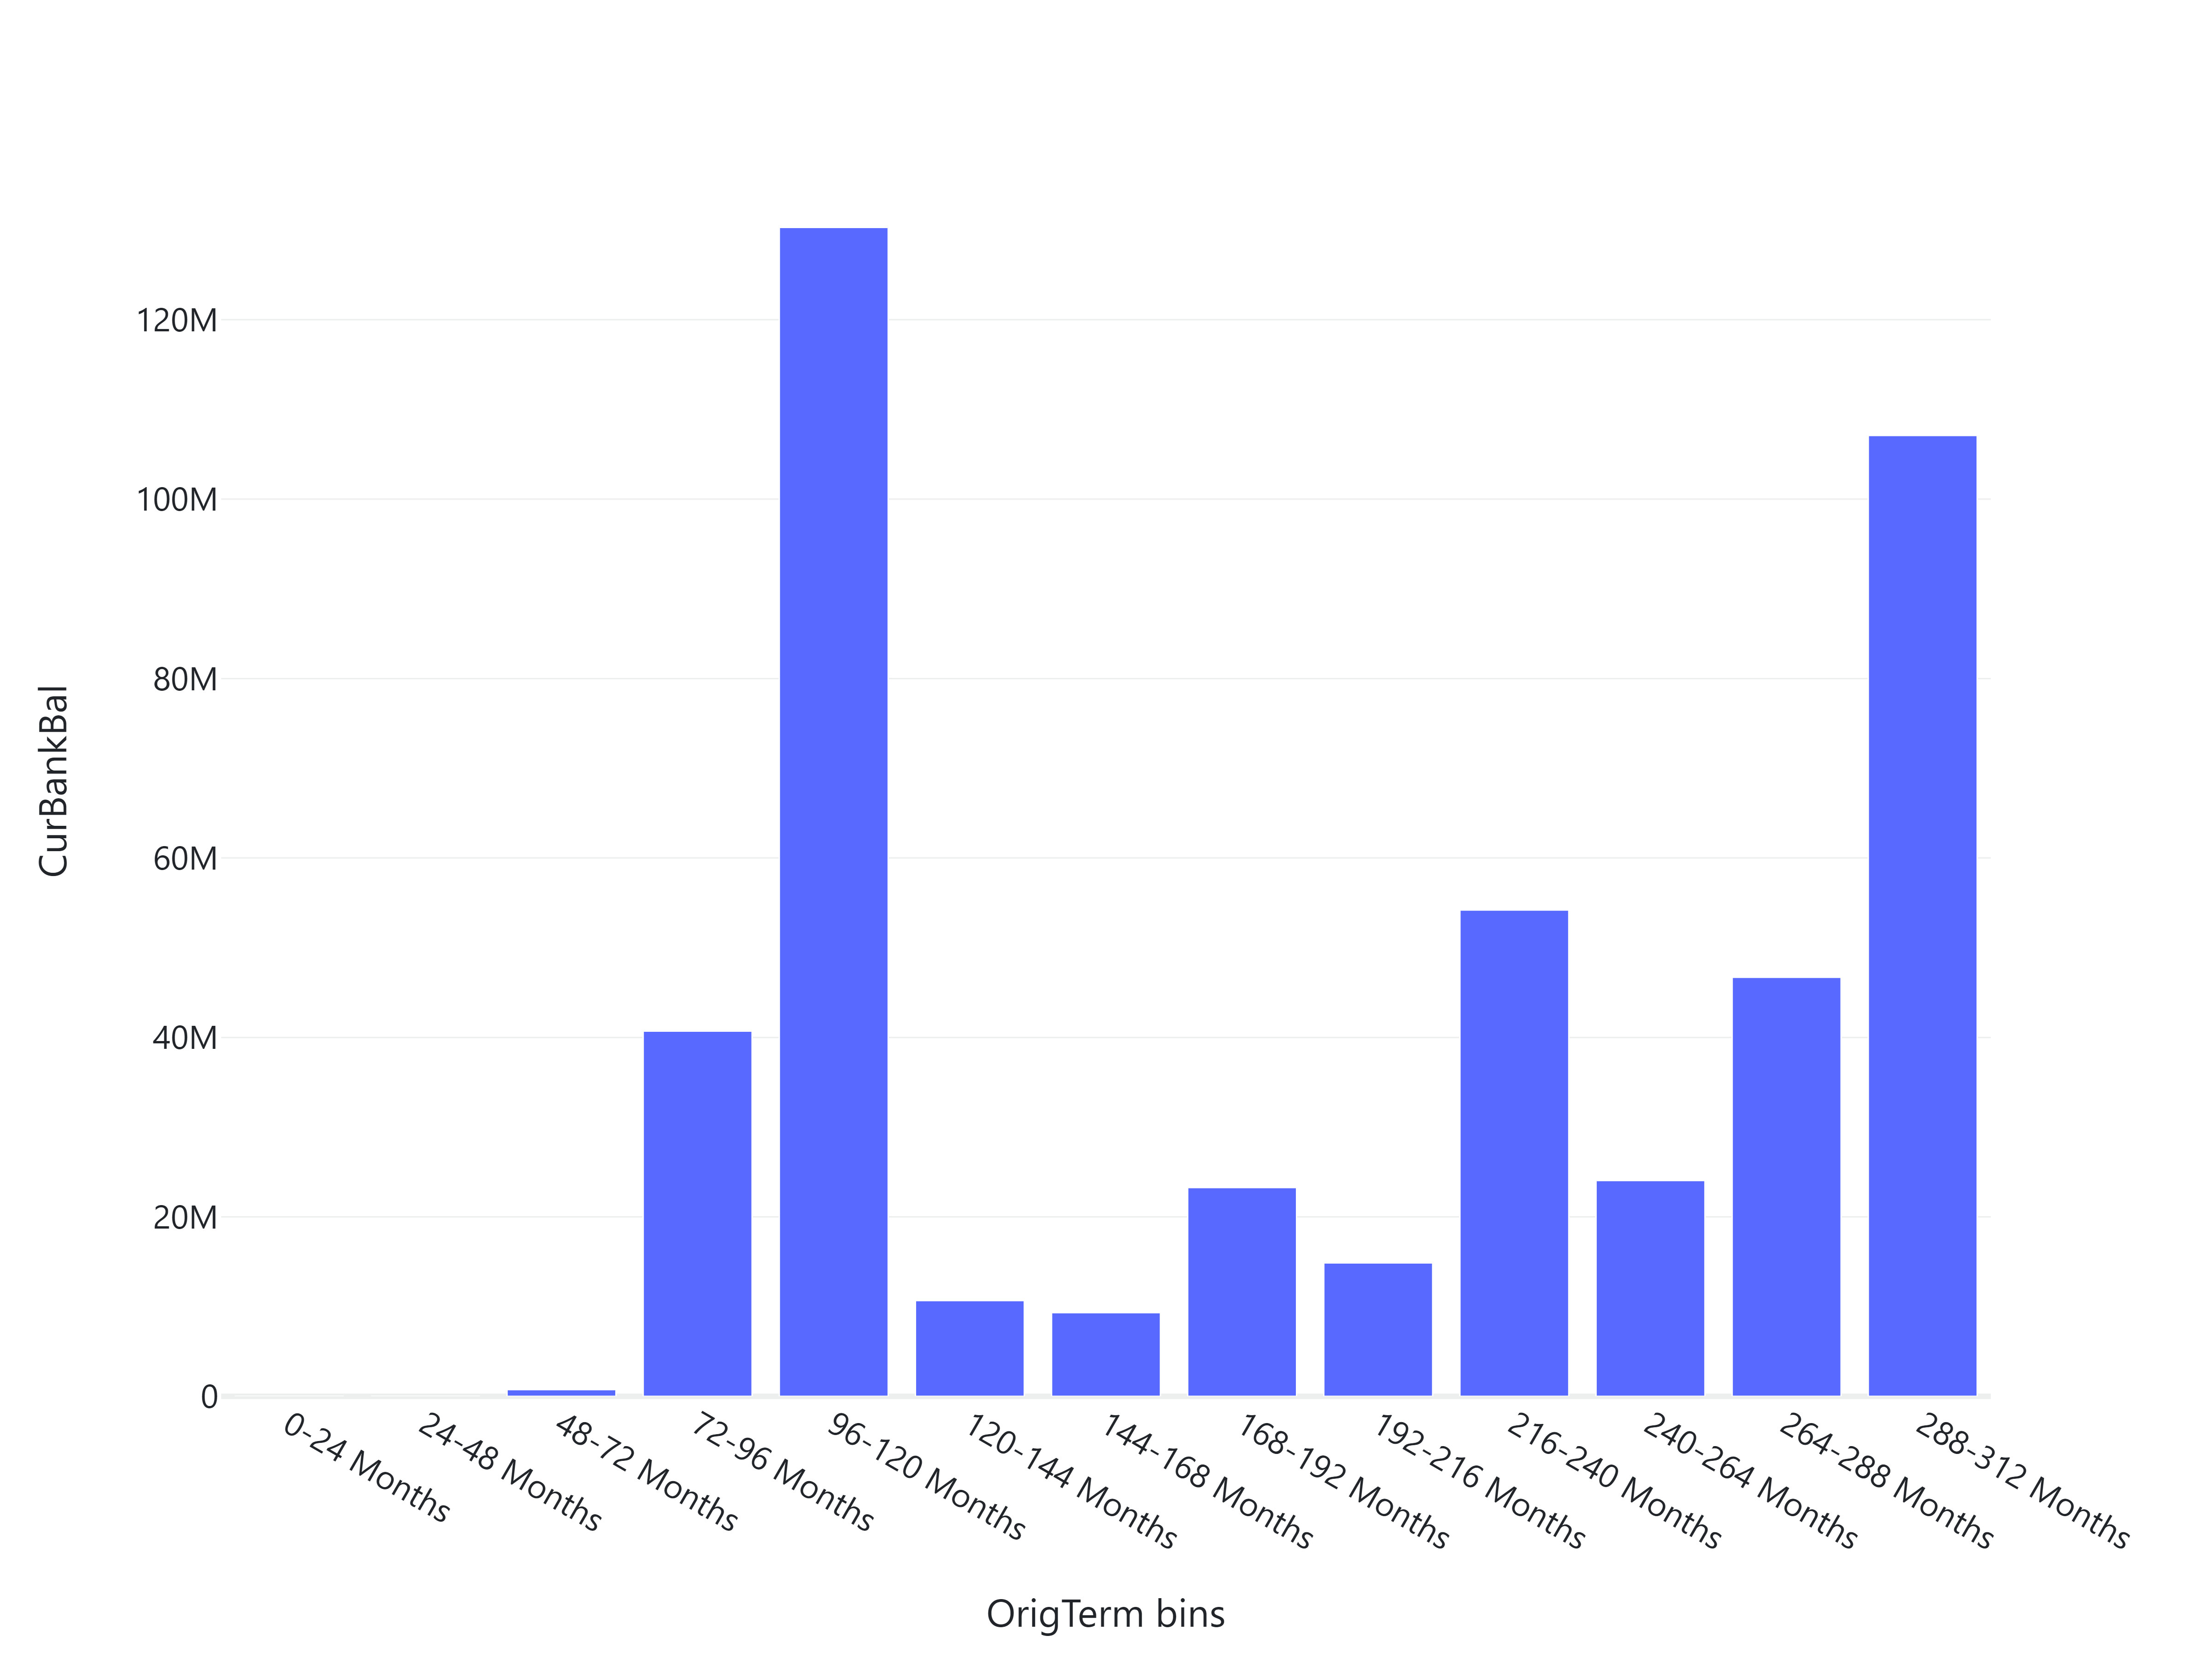 120M
100M
80M
60M
40M
20M
0
CurBankBal
0-24 Months
24-48 Months
48-72 Months
72-96 Months
96-120 Months
120-144 Months
144-168 Months
168-192 Months
192-216 Months
216-240 Months
240-264 Months
264-288 Months
288-312 Months
OrigTerm bins